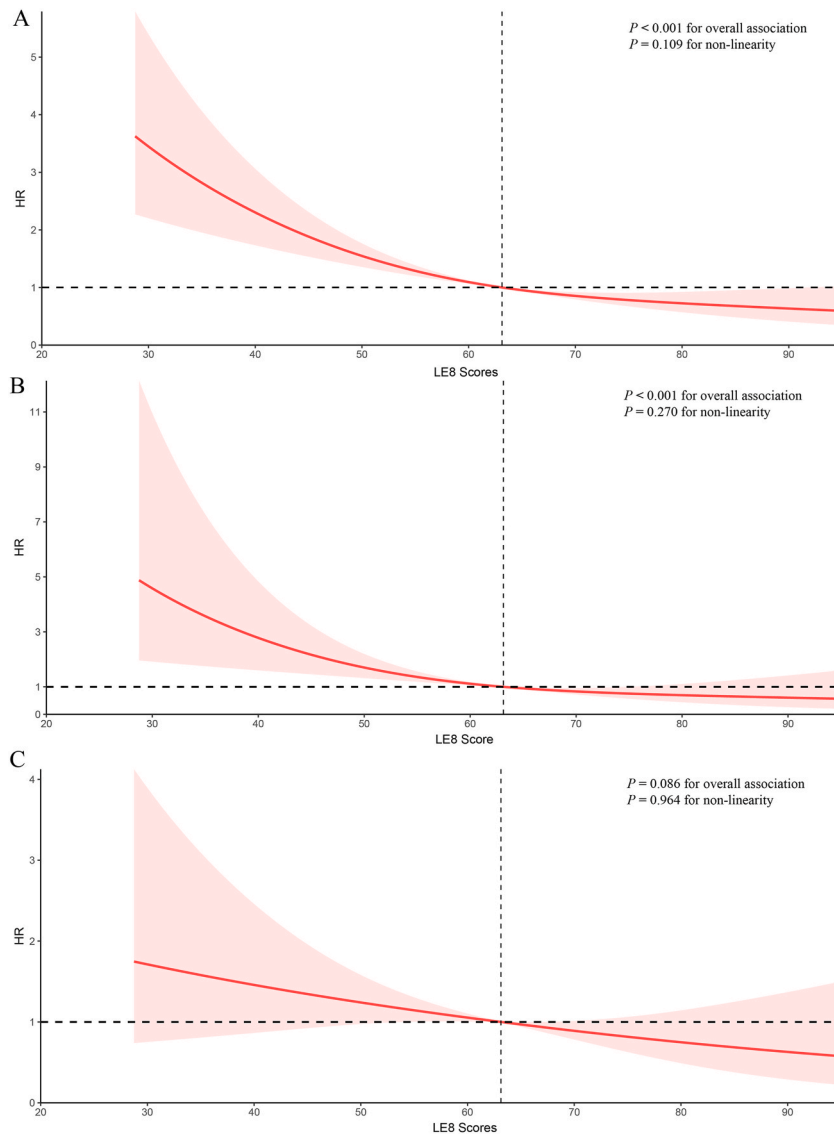 A
P < 0.001 for overall association
P = 0.109 for non-linearity
HR
5
4
3
2
1
0
20
30
40
50
60
70
80
90
LE8 Scores
B
P < 0.001 for overall association
P = 0.270 for non-linearity
HR
11
9
7
5
3
1
0
20
30
40
50
60
70
80
90
LE8 Score
C
P = 0.086 for overall association
P = 0.964 for non-linearity
HR
4
3
2
1
0
20
30
40
50
60
70
80
90
LE8 Scores